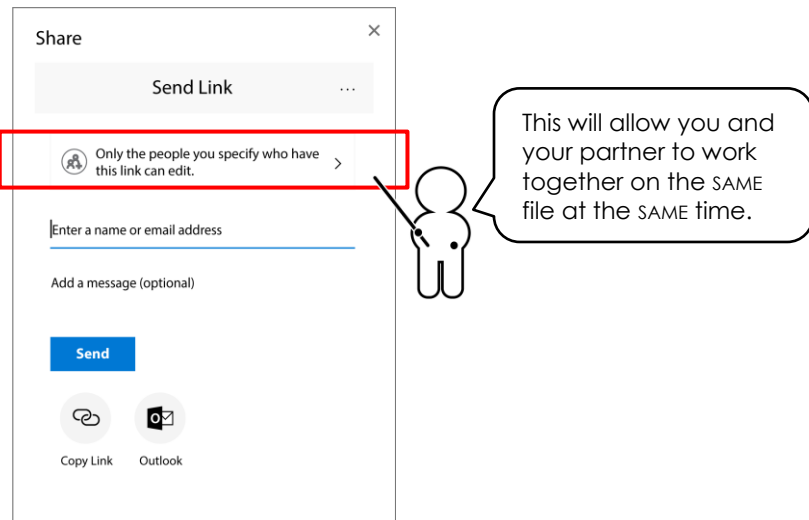 Share
Send Link
...
Only the people you specify who have
this link can edit.
Enter a name or email address
Add a message (optional)
Send
Copy Link
Outlook
This will allow you and
your partner to work
together on the SAME
file at the SAME time.